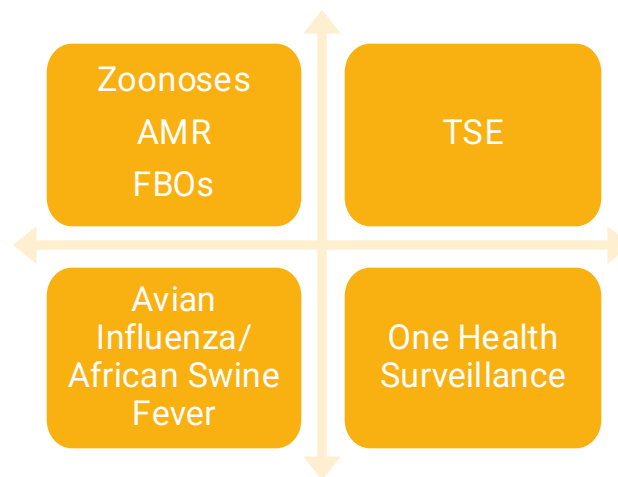 Zoonoses
AMR
FBOs
TSE
Avian
Influenza/
African Swine
Fever
One Health
Surveillance